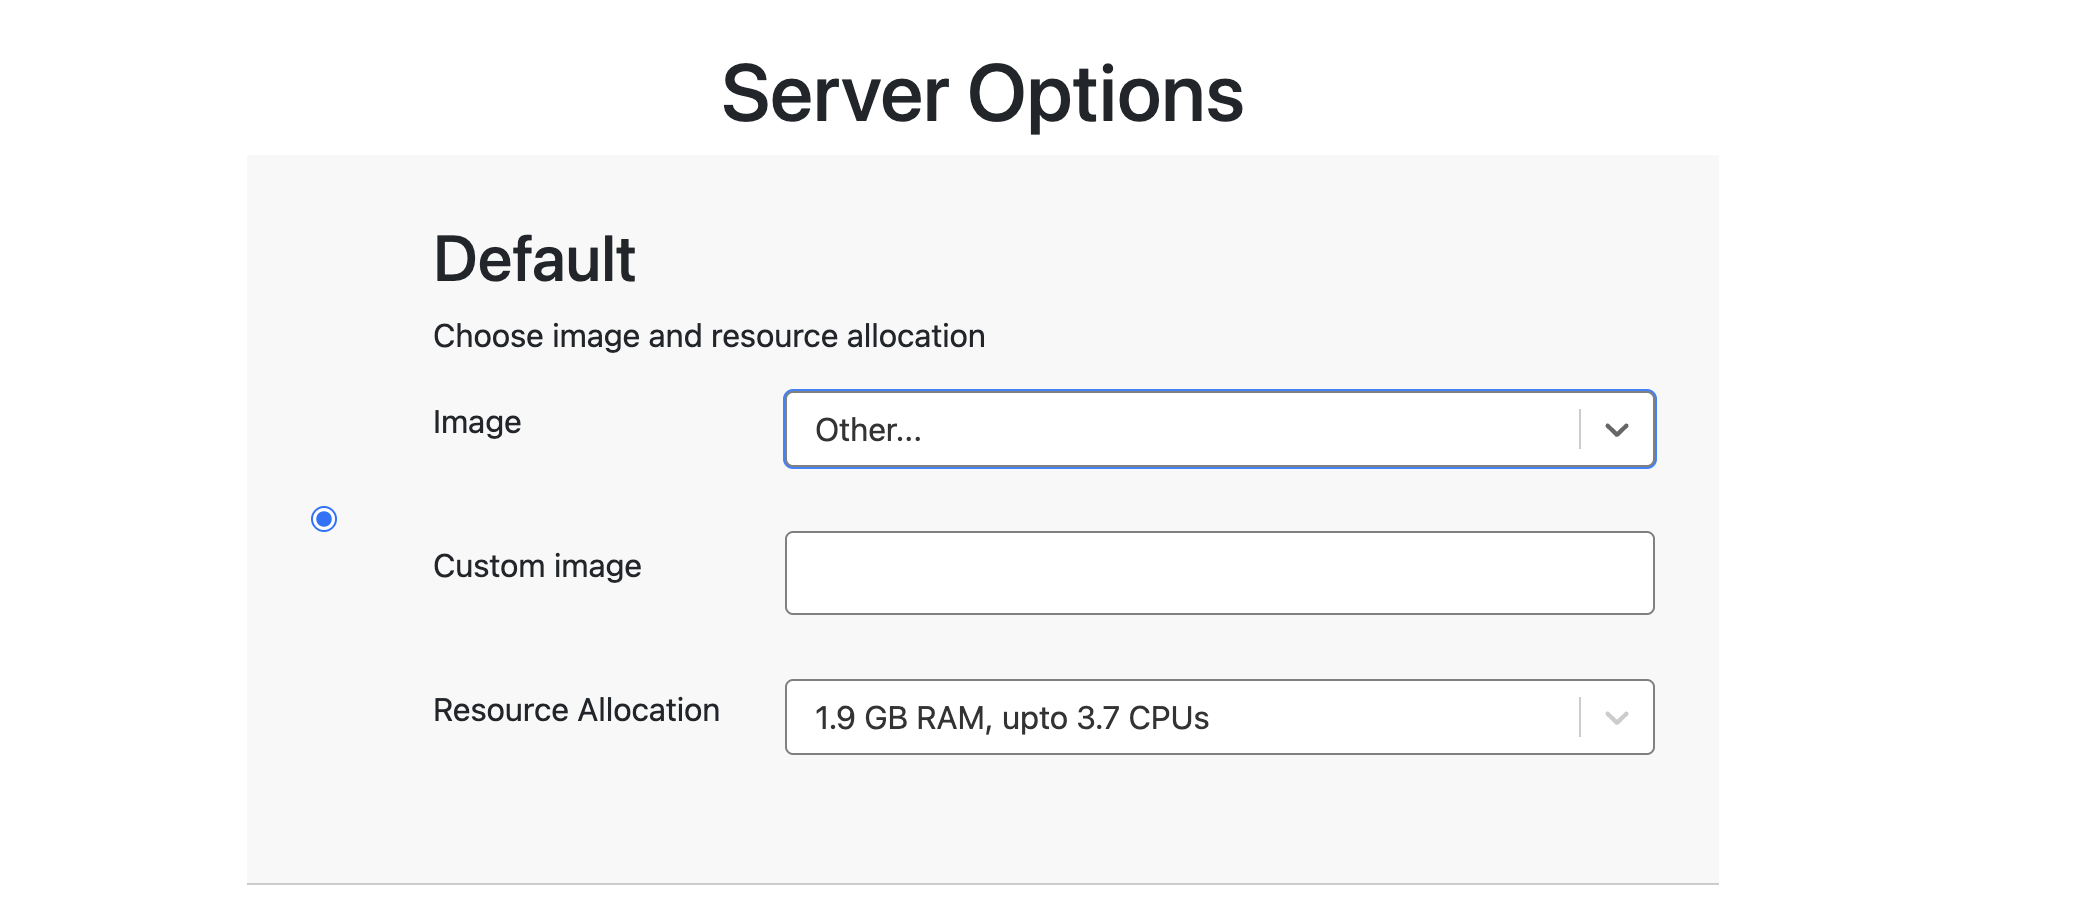 Server Options
Default
Choose image and resource allocation
Image
Other...
Custom image
Resource Allocation
1.9 GB RAM, upto 3.7 CPUs